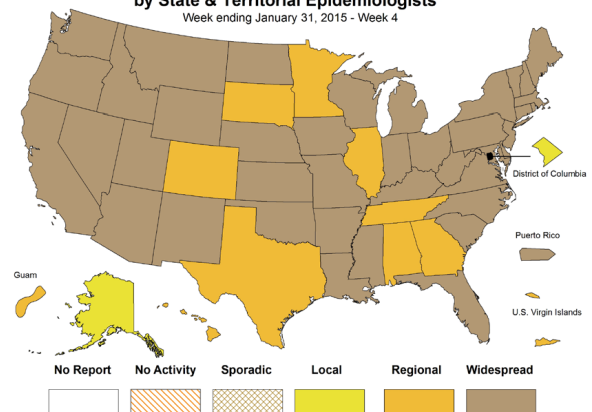 by State & Territorial Epidemiologists
Week ending January 31, 2015 - Week 4
District of Columbia
Puerto Rico
Guam
U.S. Virgin Islands
No Report No Activity Sporadic Local Regional Widespread